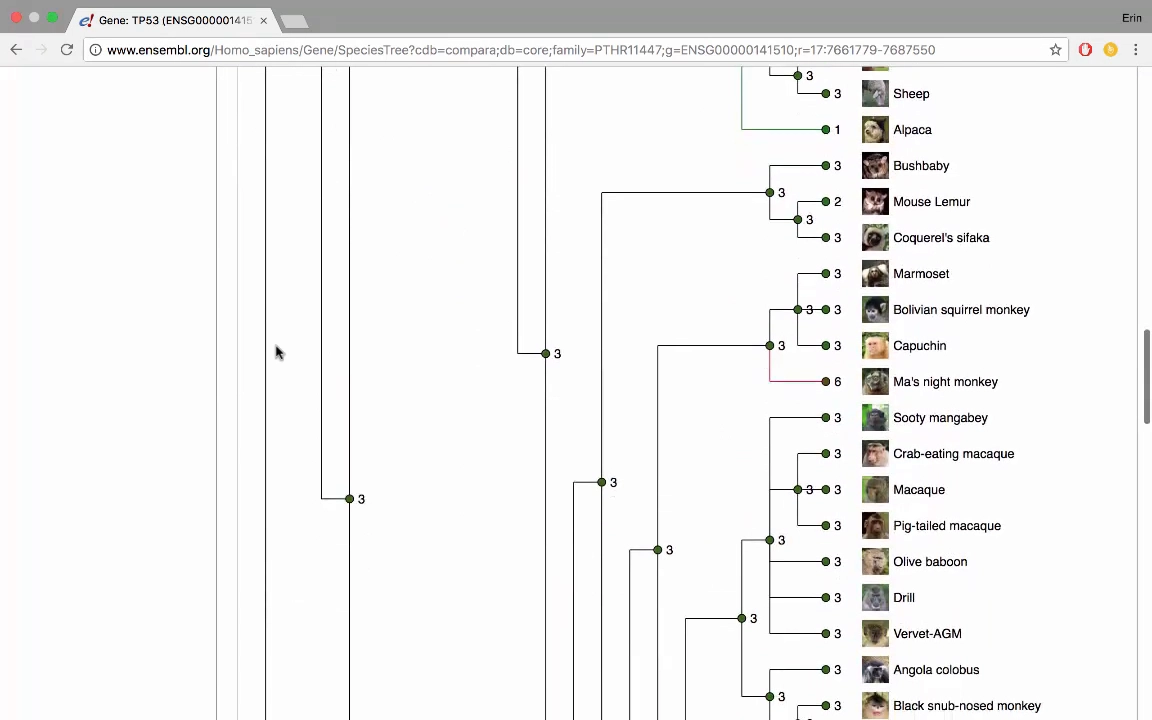 Gene: TP53 (ENSG000001415
Erin
www.ensembl.org/Homo_sapiens/Gene/SpeciesTree?cdb=compara;db=core;family=PTHR11447;g=ENSG00000141510;r=17:7661779-7687550
3
3 Sheep
1 Alpaca
3 Bushbaby
3
2 Mouse Lemur
3
3 Coquerel's sifaka
3 Marmoset
3 3 Bolivian squirrel monkey
3 3 Capuchin
3
6 Ma's night monkey
3 Sooty mangabey
3 Crab-eating macaque
3
3 3 Macaque
3
3 Pig-tailed macaque
3
3
3 Olive baboon
3 Drill
3
3 Vervet-AGM
3 Angola colobus
3
3 Black snub-nosed monkey